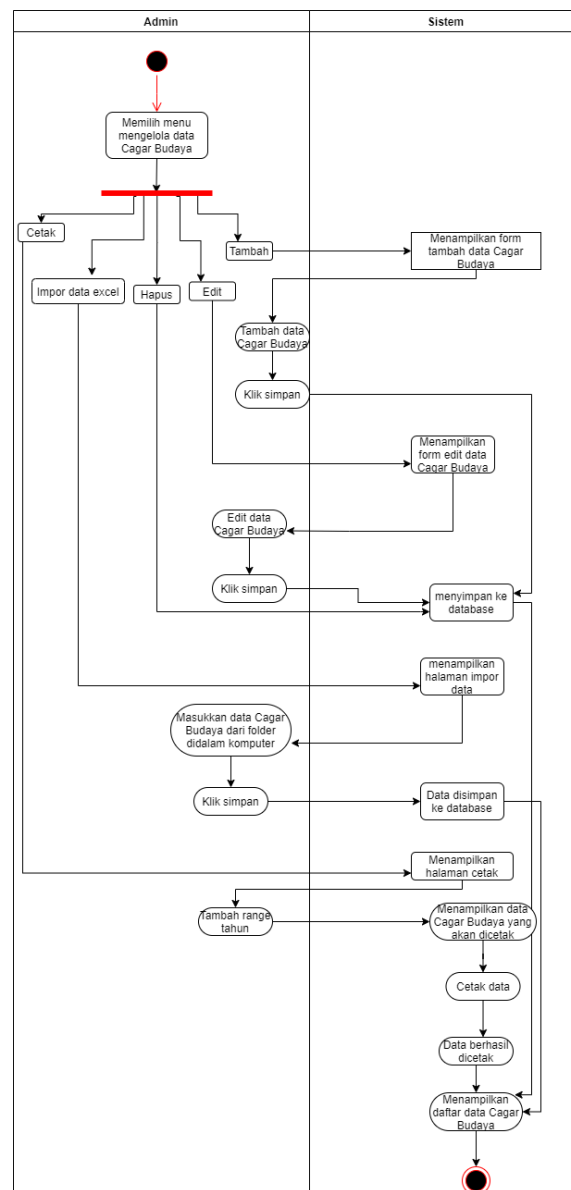 Admin
Sistem
Memilih menu
mengelola data
Cagar Budaya
Cetak
Tambah
Menampilkan form
tambah data Cagar
Budaya
Impor data excel
Hapus
Edit
Tambah data
Cagar Budaya
Klik simpan
Menampilkan
form edit data
Cagar Budaya
Edit data
Cagar Budaya
Klik simpan
menyimpan ke
database
menampilkan
halaman impor
data
Masukkan data Cagar
Budaya dari folder
didalam komputer
Klik simpan
Data disimpan
ke database
Menampilkan
halaman cetak
Tambah range
tahun
Menampilkan data
Cagar Budaya yang
akan dicetak
Cetak data
Data berhasil
dicetak
Menampilkan
daftar data Cagar
Budaya